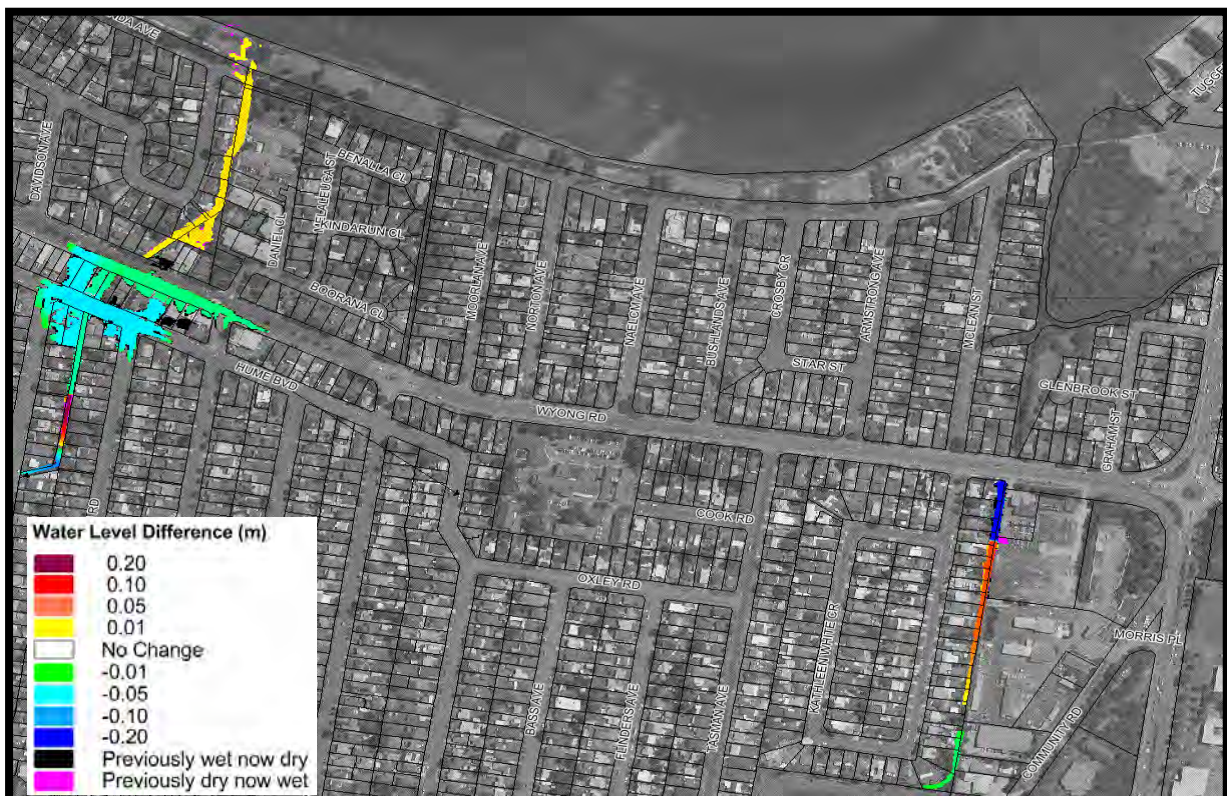 DAVIDSON AVE
BENALLA CL
KINDARUN CL
DANIEL CL
BOORANA CL
MOORLAN AVE
NORTON AVE
BUSHLANDS AVE
CROSBY CR
ARMSTRONG AVE
MCLEAN ST
STAR ST
GLENBROOK ST
GRAHAM ST
HUME BVD
WYONG RD
COOK RD
OXLEY RD
KATHLEEN WHITE CR
MORRIS PL
BASS AVE
FLINDERS AVE
TASMAN AVE
COMMUNITY RD
RD
Water Level Difference (m)
0.20
0.10
0.05
0.01
No Change
-0.01
-0.05
-0.10
-0.20
Previously wet now dry
Previously dry now wet